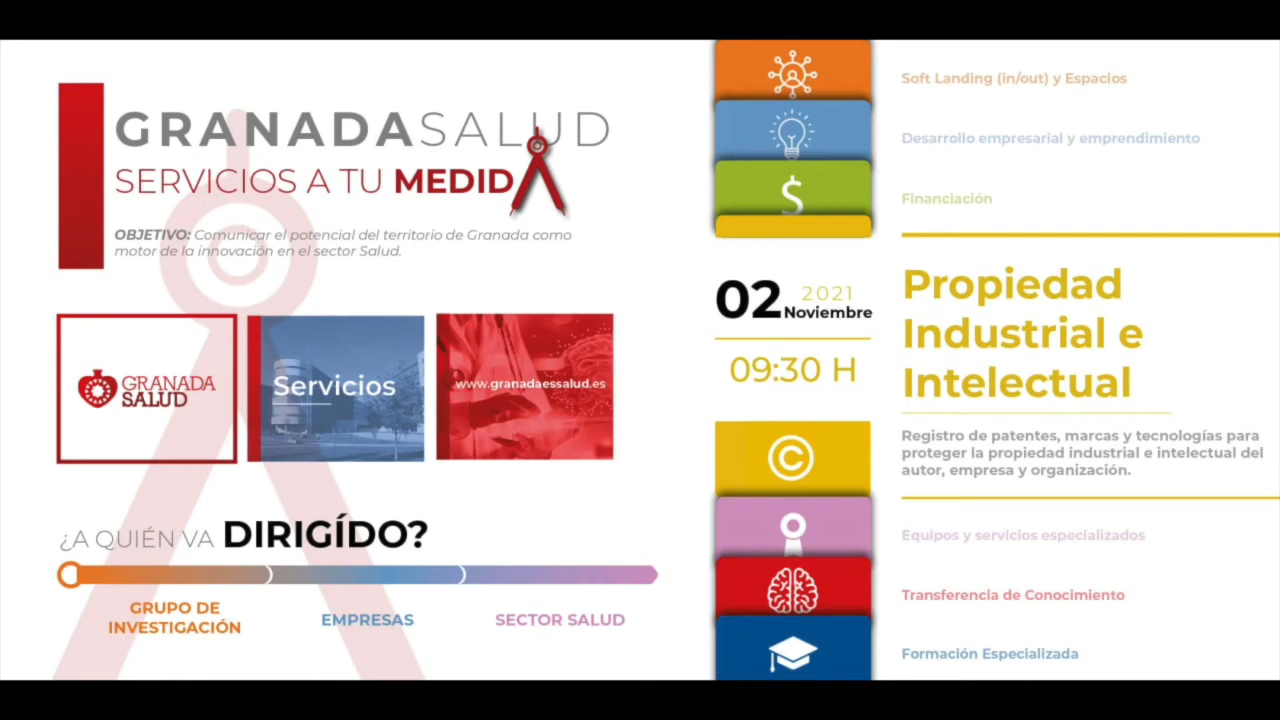 GRANADASALUD
SERVICIOS A TU MEDIDA
OBJETIVO: Comunicar el potencial del territorio de Granada como
motor de la innovación en el sector Salud.
GRANADA
SALUD
Servicios
www.granadaessalud.es
¿A QUIÉN VA DIRIGÍDO?
GRUPO DE
INVESTIGACIÓN
EMPRESAS
SECTOR SALUD
Soft Landing (in/out) y Espacios
Desarrollo empresarial y emprendimiento
$
Financiación
02 2021
Noviembre
09:30 H
Propiedad
Industrial e
Intelectual
©
Registro de patentes, marcas y tecnologías para
proteger la propiedad industrial e intelectual del
autor, empresa y organización.
Equipos y servicios especializados
Transferencia de Conocimiento
Formación Especializada